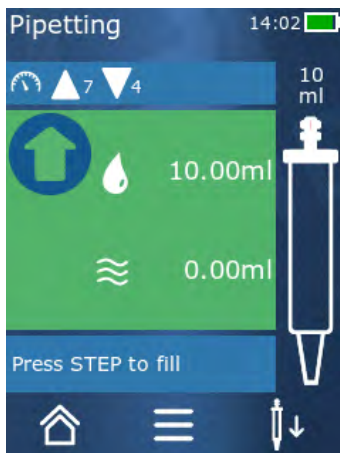 Pipetting 14:02
7 4
10
ml
10.00ml
0.00ml
Press STEP to fill